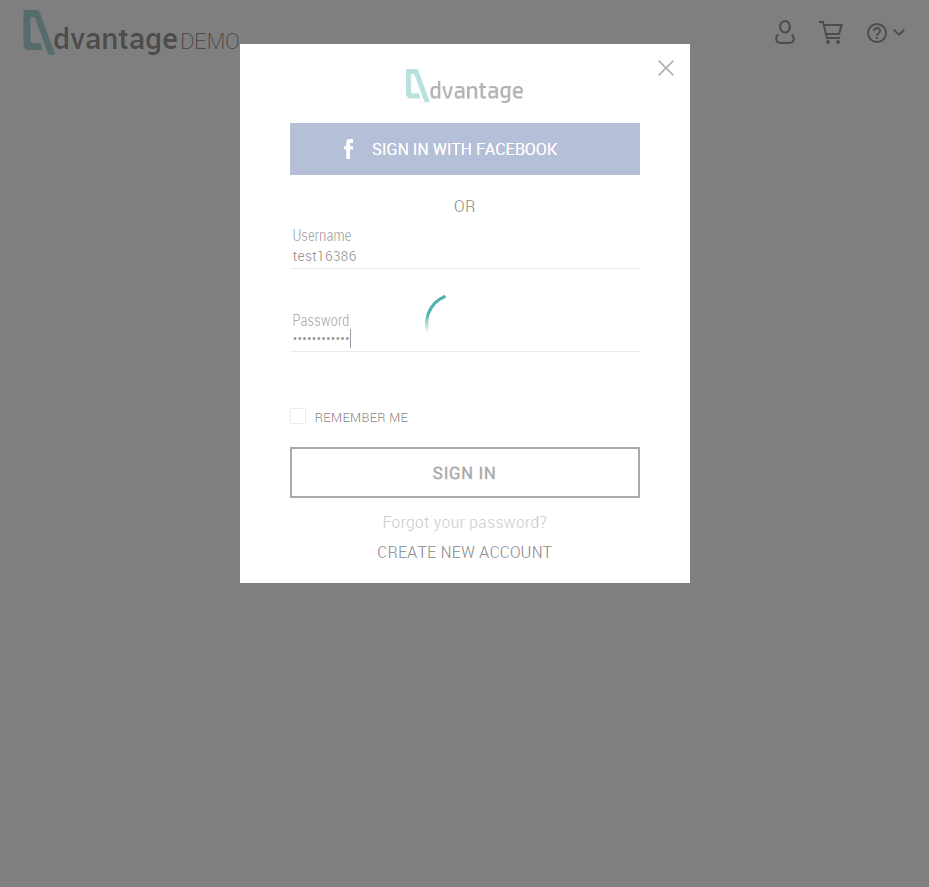 dvantage DEMO
dvantage
f SIGN IN WITH FACEBOOK
OR
Username
test16386
Password
••••••••••••
REMEMBER ME
SIGN IN
Forgot your password?
CREATE NEW ACCOUNT